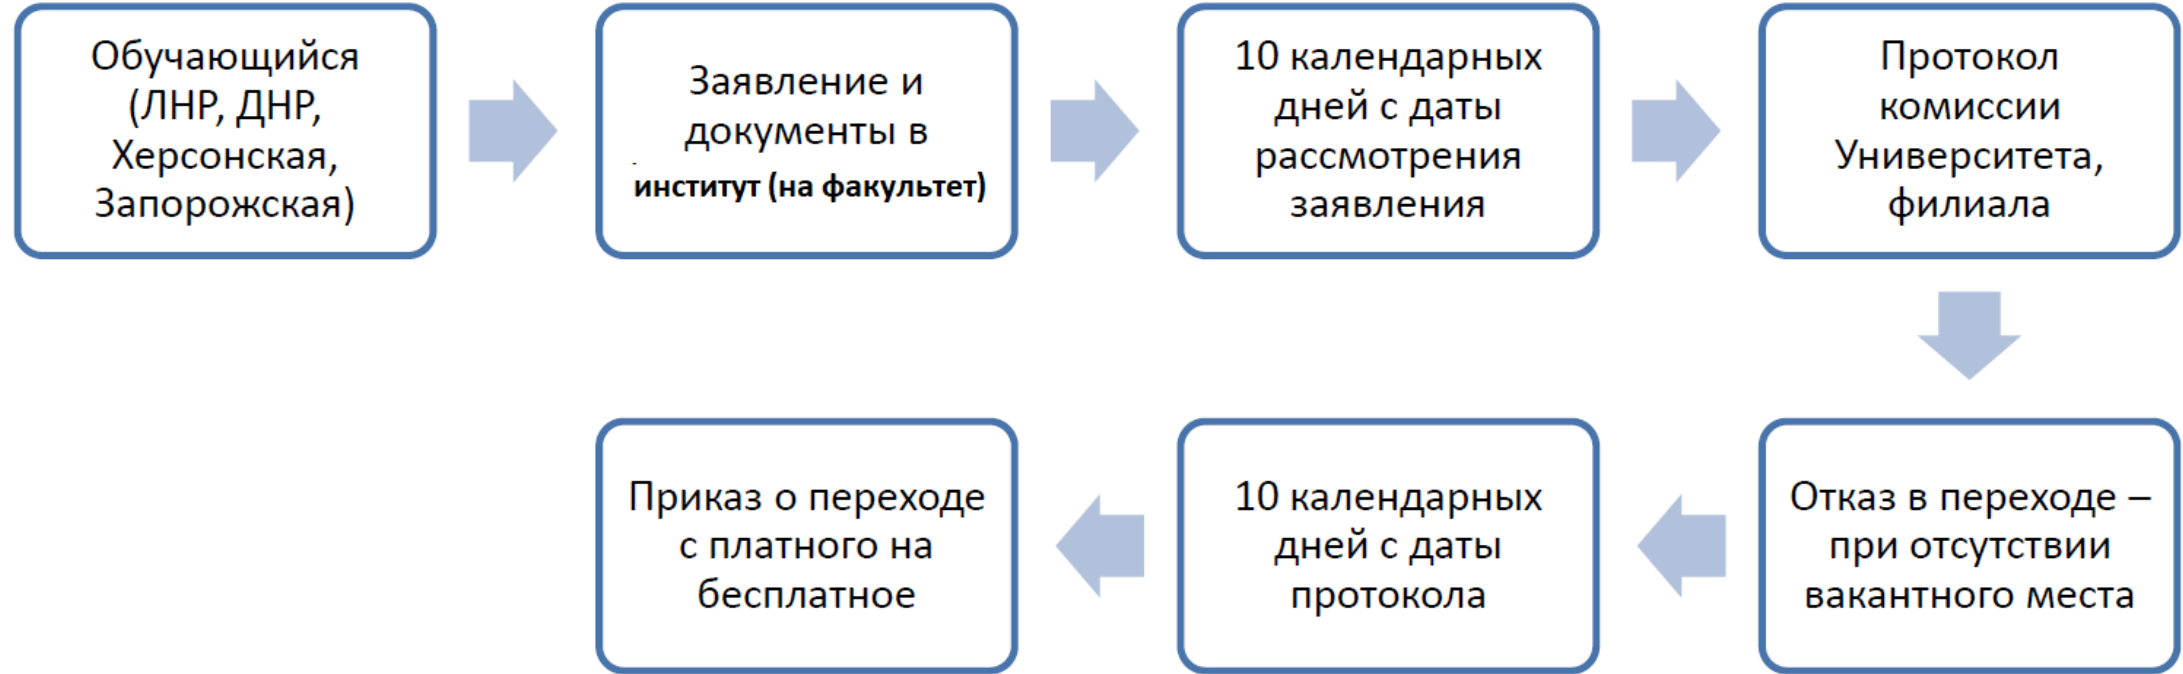 Обучающийся
(ЛНР, ДНР,
Херсонская,
Запорожская)
Заявление и
документы в
институт (на факультет)
10 календарных
дней с даты
рассмотрения
заявления
Протокол
комиссии
Университета,
филиала
Отказ в переходе –
при отсутствии
вакантного места
10 календарных
дней с даты
протокола
Приказ о переходе
с платного на
бесплатное